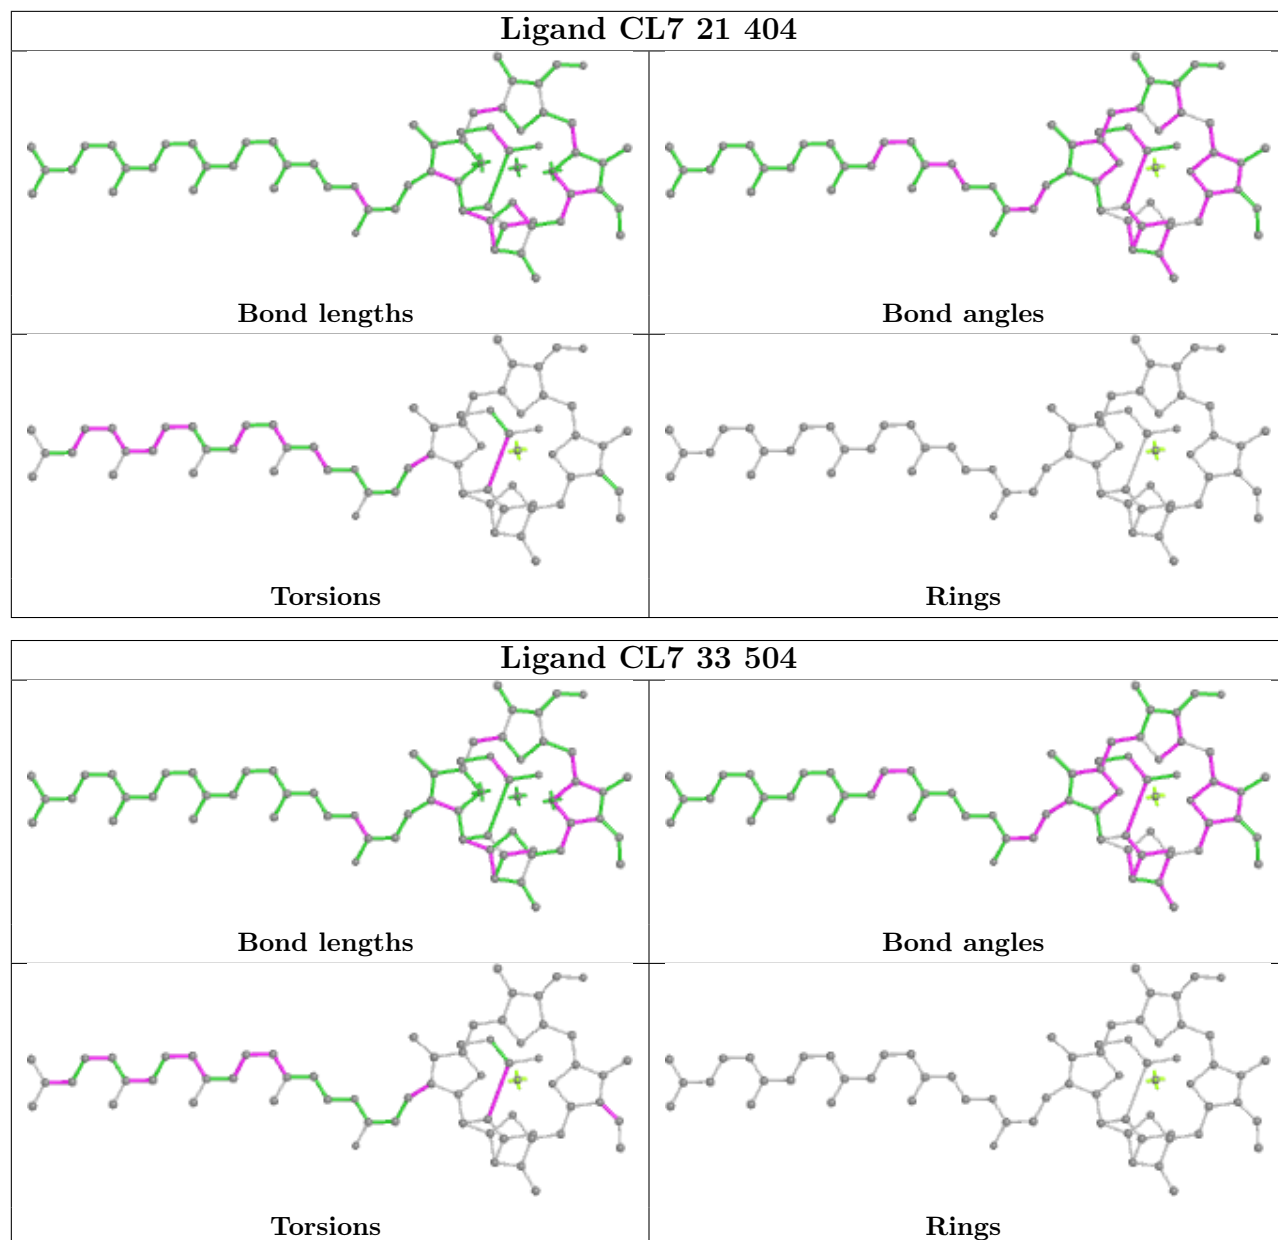 Ligand CL7 21 404
Bond lengths
Bond angles
Torsions
Rings
Ligand CL7 33 504
Bond lengths
Bond angles
Torsions
Rings